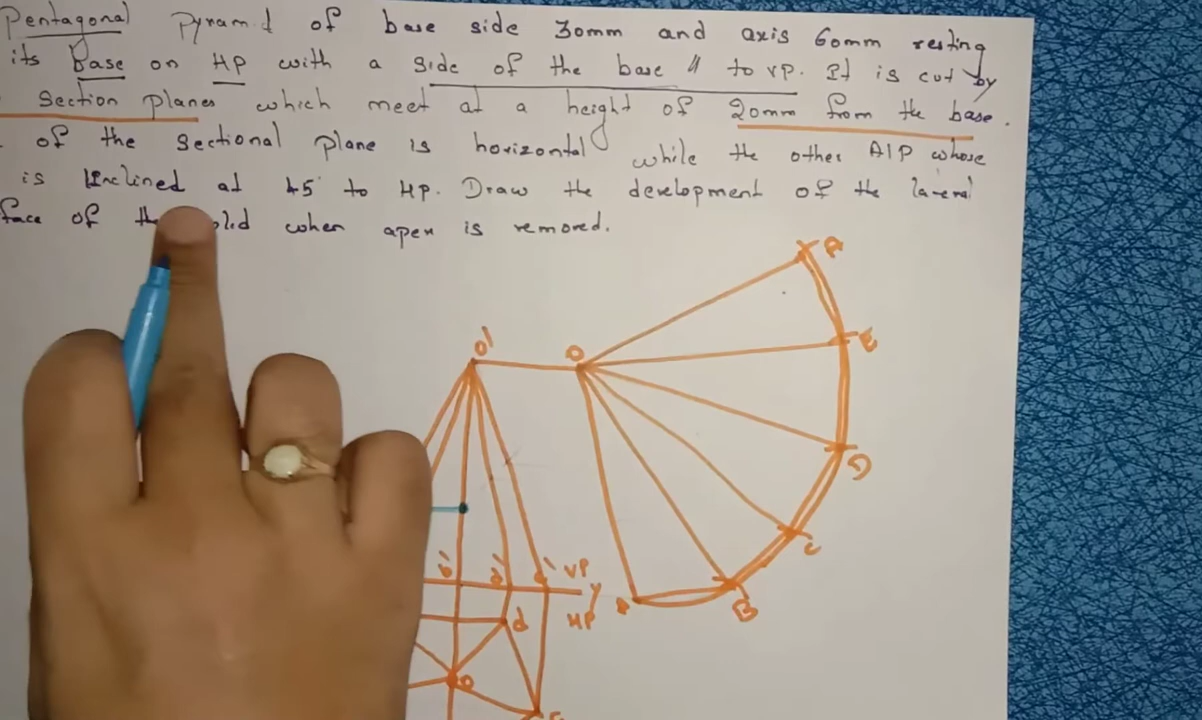 Pentagonal Pyramid of base side 30mm and axis 60mm resting
its base on HP with a side of the base // to VP. It is cut by
section planes which meet at a height of 20mm from the base.
of the sectional plane is horizontal while the other AIP whose
is Inclined at 45° to HP. Draw the development of the lateral
face of the solid when apex is removed.
A
E
o' O
D
C
b' d' c' VP
Y
A B
d HP
o
c